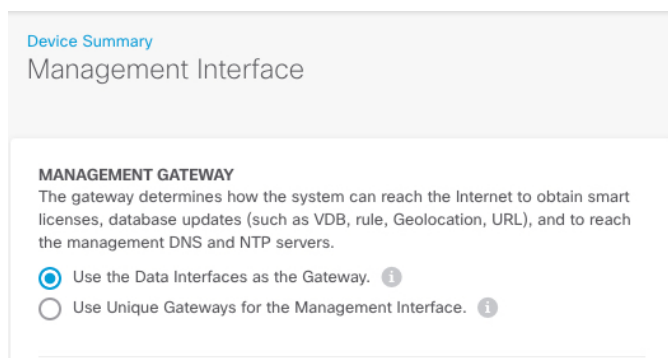 Device Summary
Management Interface
MANAGEMENT GATEWAY
The gateway determines how the system can reach the Internet to obtain smart
licenses, database updates (such as VDB, rule, Geolocation, URL), and to reach
the management DNS and NTP servers.
Use the Data Interfaces as the Gateway.
Use Unique Gateways for the Management Interface.